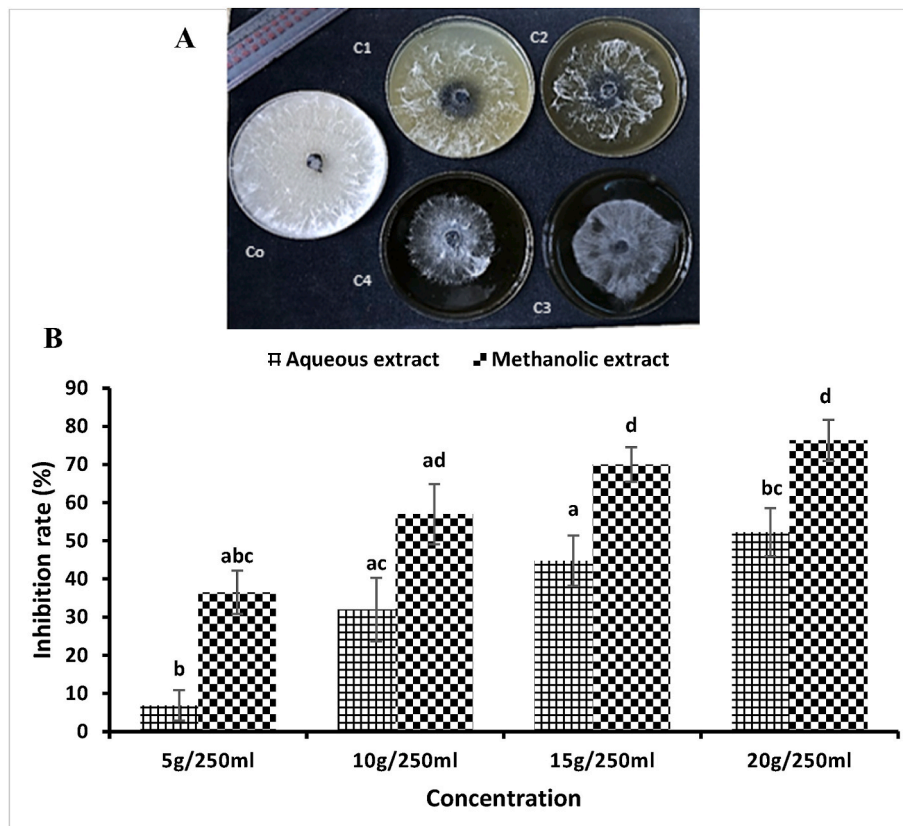 A
C1
C2
Co
C4
C3
B
Aqueous extract
Methanolic extract
Inhibition rate (%)
90
80
70
60
50
40
30
20
10
0
b
abc
ac
ad
a
d
bc
d
5g/250ml
10g/250ml
15g/250ml
20g/250ml
Concentration